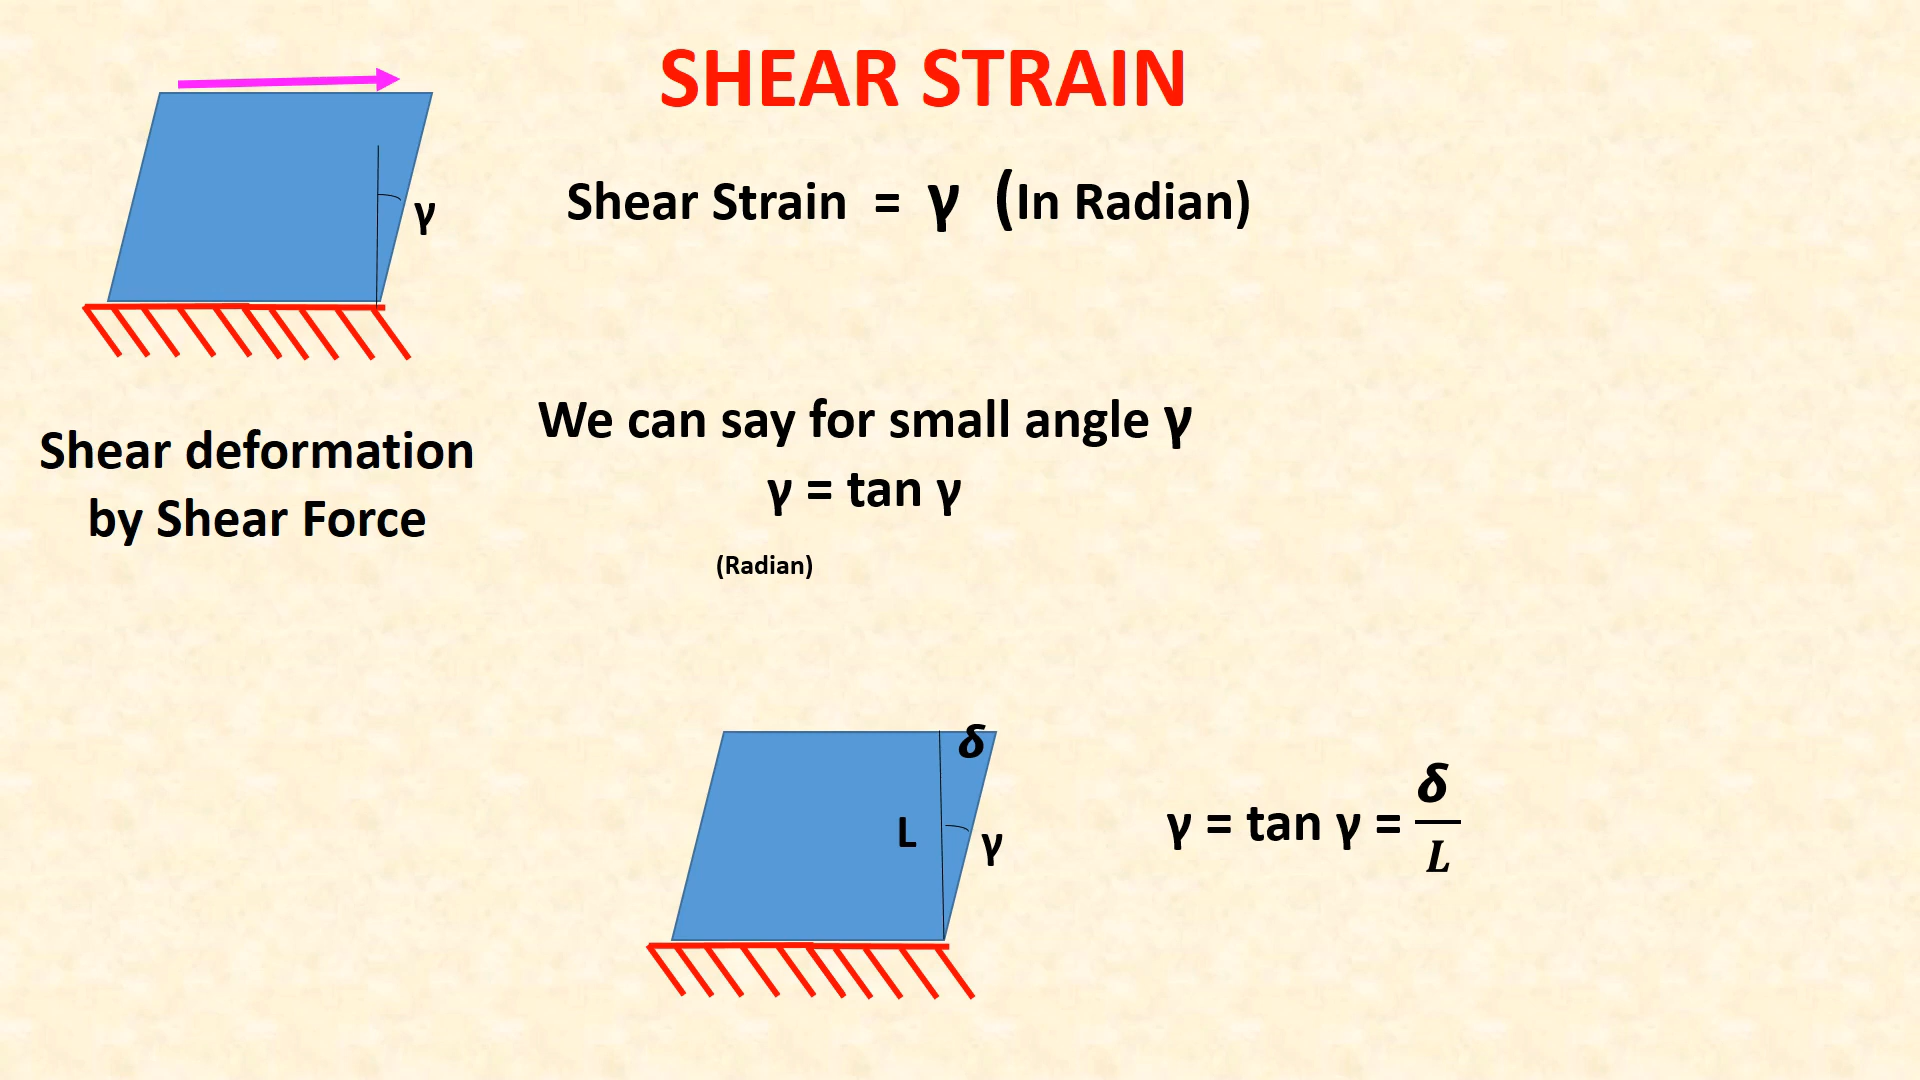 SHEAR STRAIN
γ
Shear Strain = γ (In Radian)
Shear deformation
by Shear Force
We can say for small angle γ
γ = tan γ
(Radian)
δ
L
γ
γ = tan γ = δ/L